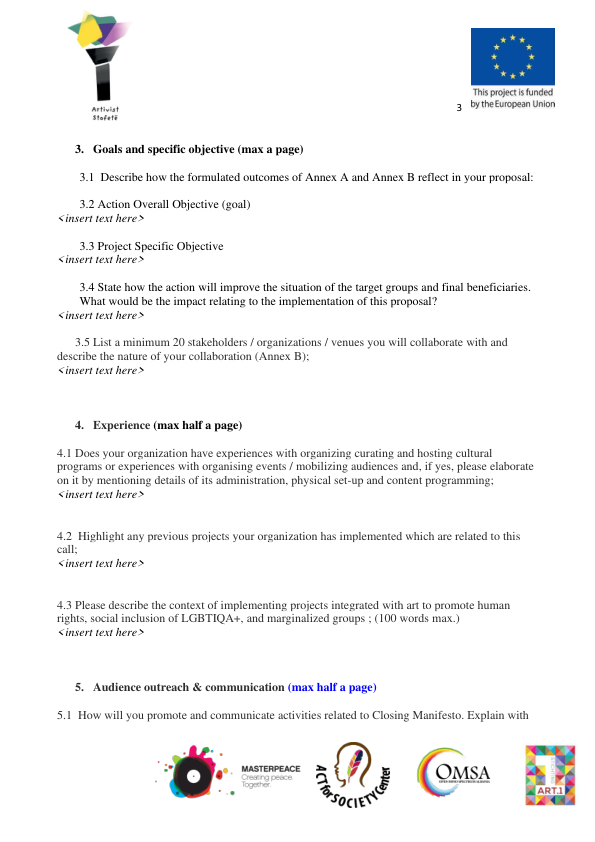 Artivist
Stafetë
This project is funded
by the European Union
3
3. Goals and specific objective (max a page)
3.1 Describe how the formulated outcomes of Annex A and Annex B reflect in your proposal:
3.2 Action Overall Objective (goal)
<insert text here>
3.3 Project Specific Objective
<insert text here>
3.4 State how the action will improve the situation of the target groups and final beneficiaries.
What would be the impact relating to the implementation of this proposal?
<insert text here>
3.5 List a minimum 20 stakeholders / organizations / venues you will collaborate with and
describe the nature of your collaboration (Annex B);
<insert text here>
4. Experience (max half a page)
4.1 Does your organization have experiences with organizing curating and hosting cultural
programs or experiences with organising events / mobilizing audiences and, if yes, please elaborate
on it by mentioning details of its administration, physical set-up and content programming;
<insert text here>
4.2 Highlight any previous projects your organization has implemented which are related to this
call;
<insert text here>
4.3 Please describe the context of implementing projects integrated with art to promote human
rights, social inclusion of LGBTIQA+, and marginalized groups ; (100 words max.)
<insert text here>
5. Audience outreach & communication (max half a page)
5.1 How will you promote and communicate activities related to Closing Manifesto. Explain with
MASTERPEACE
Creating peace
Together
ACT for SOCIETY Center
OMSA
ART.1